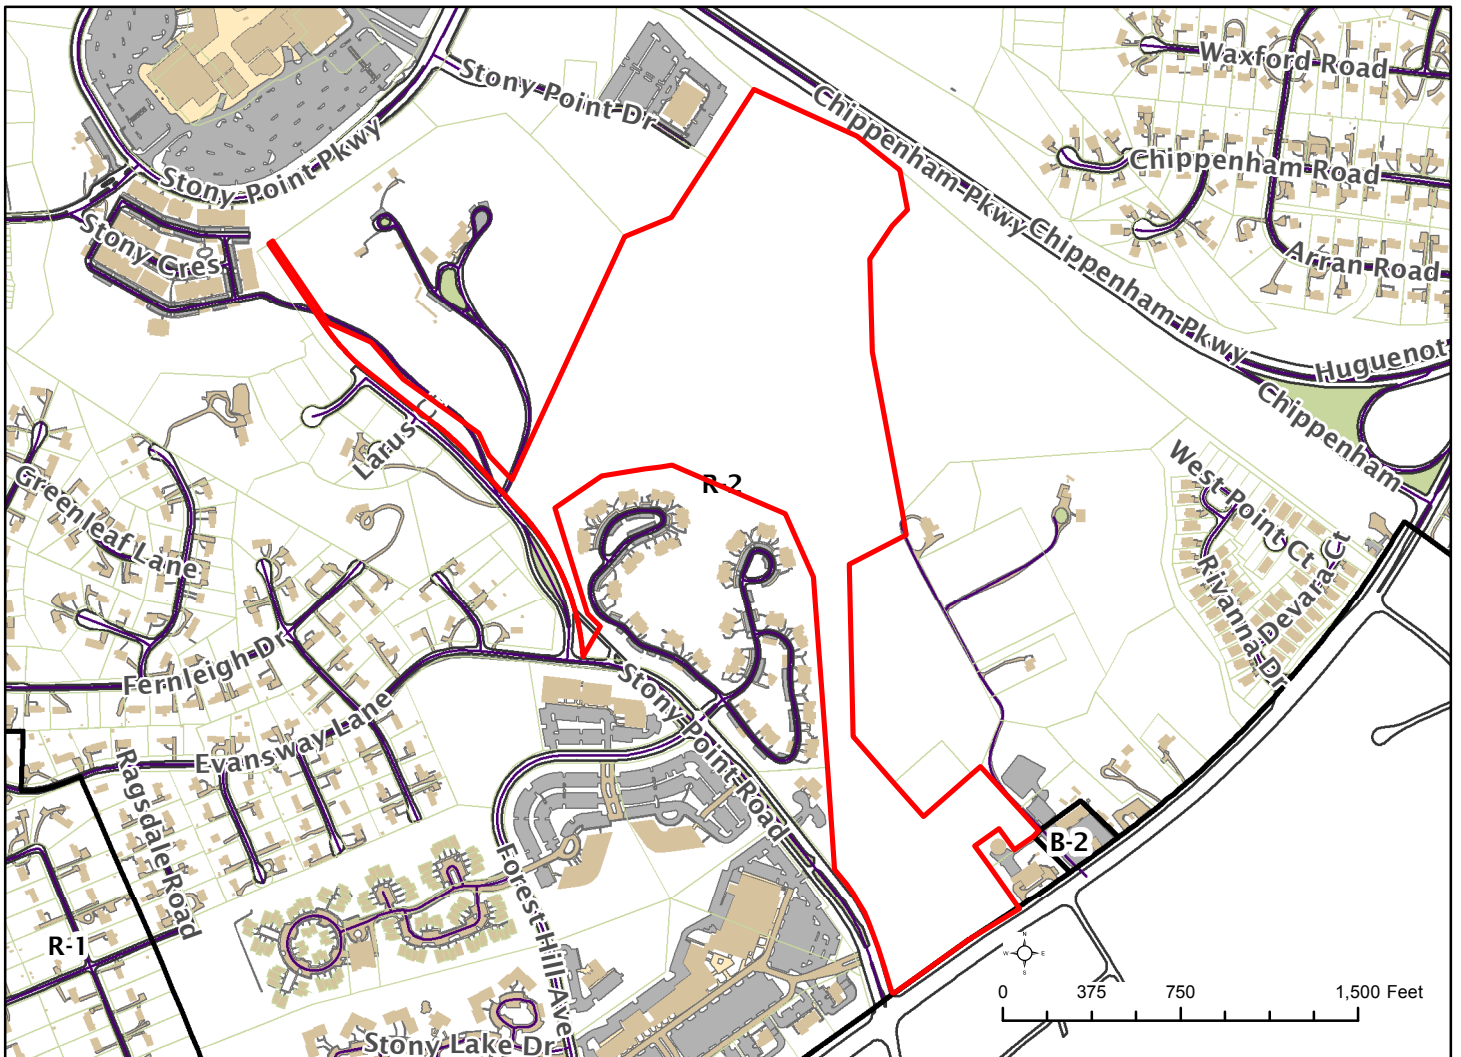 Waxford Road
Stony Point Dr
Chippenham Pkwy
Chippenham Road
Stony Point Pkwy
Chippenham Pkwy
Arran Road
Stony Cres
Chippenham Pkwy
Huguenot
Chippenham
Larus
West Point Ct
R-2
Greenleaf Lane
Devara Ct
Rivanna Dr
Fernleigh Dr
Stony Point Road
Evansway Lane
Ragsdale Road
B-2
Forest Hill Ave
R-1
N
W E
S
0 375 750 1,500 Feet
Stony Lake Dr